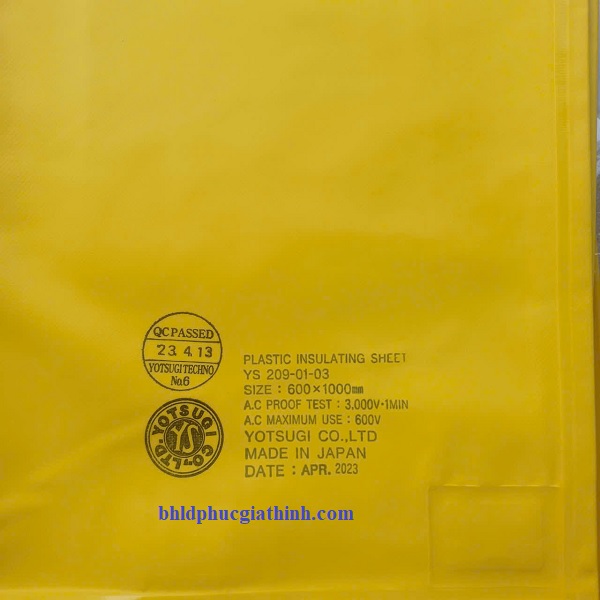 QC PASSED
'23. 4. 13
YOTSUGI TECHNO
No.6
PLASTIC INSULATING SHEET
YS 209-01-03
SIZE : 600×1000mm
A.C PROOF TEST : 3,000V·1MIN
A.C MAXIMUM USE : 600V
YOTSUGI CO.,LTD
MADE IN JAPAN
DATE : APR. 2023
YOTSUGI CO.,LTD.
YS
bhldphucgiathinh.com